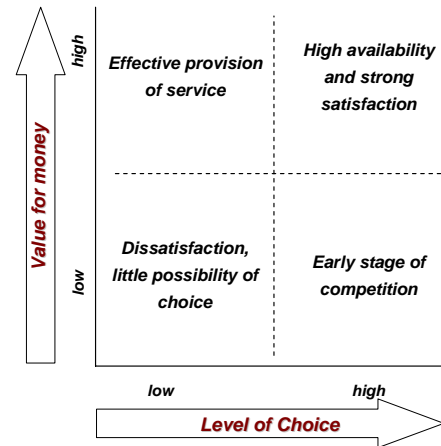 Value for money
high
low
Effective provision
of service
High availability
and strong
satisfaction
Dissatisfaction,
little possibility of
choice
Early stage of
competition
low
high
Level of Choice